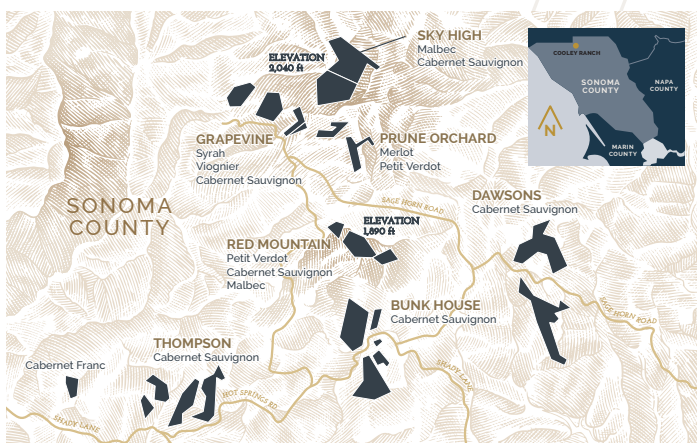 SKY HIGH
Malbec
Cabernet Sauvignon
ELEVATION
2,040 ft
COOLEY RANCH
SONOMA
COUNTY
NAPA
COUNTY
N
MARIN
COUNTY
GRAPEVINE
Syrah
Viognier
Cabernet Sauvignon
PRUNE ORCHARD
Merlot
Petit Verdot
SONOMA
COUNTY
SAGE HORN ROAD
DAWSONS
Cabernet Sauvignon
ELEVATION
1,890 ft
RED MOUNTAIN
Petit Verdot
Cabernet Sauvignon
Malbec
BUNK HOUSE
Cabernet Sauvignon
SAGE HORN ROAD
THOMPSON
Cabernet Sauvignon
Cabernet Franc
SHADY LANE
HOT SPRINGS RD
SHADY LANE